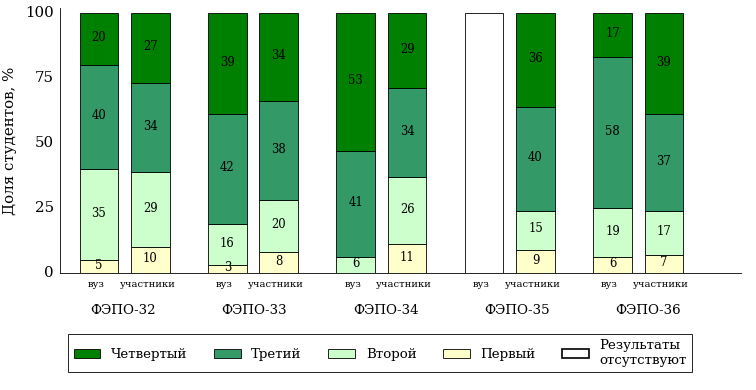 Доля студентов, %
100
75
50
25
0
20 27 39 34 53 29 36 17 39
40 34 42 38 41 34 40 58 37
35 29 16 20 6 26 15 19 17
5 10 3 8 11 9 6 7
вуз участники вуз участники вуз участники вуз участники вуз участники
ФЭПО-32 ФЭПО-33 ФЭПО-34 ФЭПО-35 ФЭПО-36
Четвертый Третий Второй Первый Результаты
отсутствуют